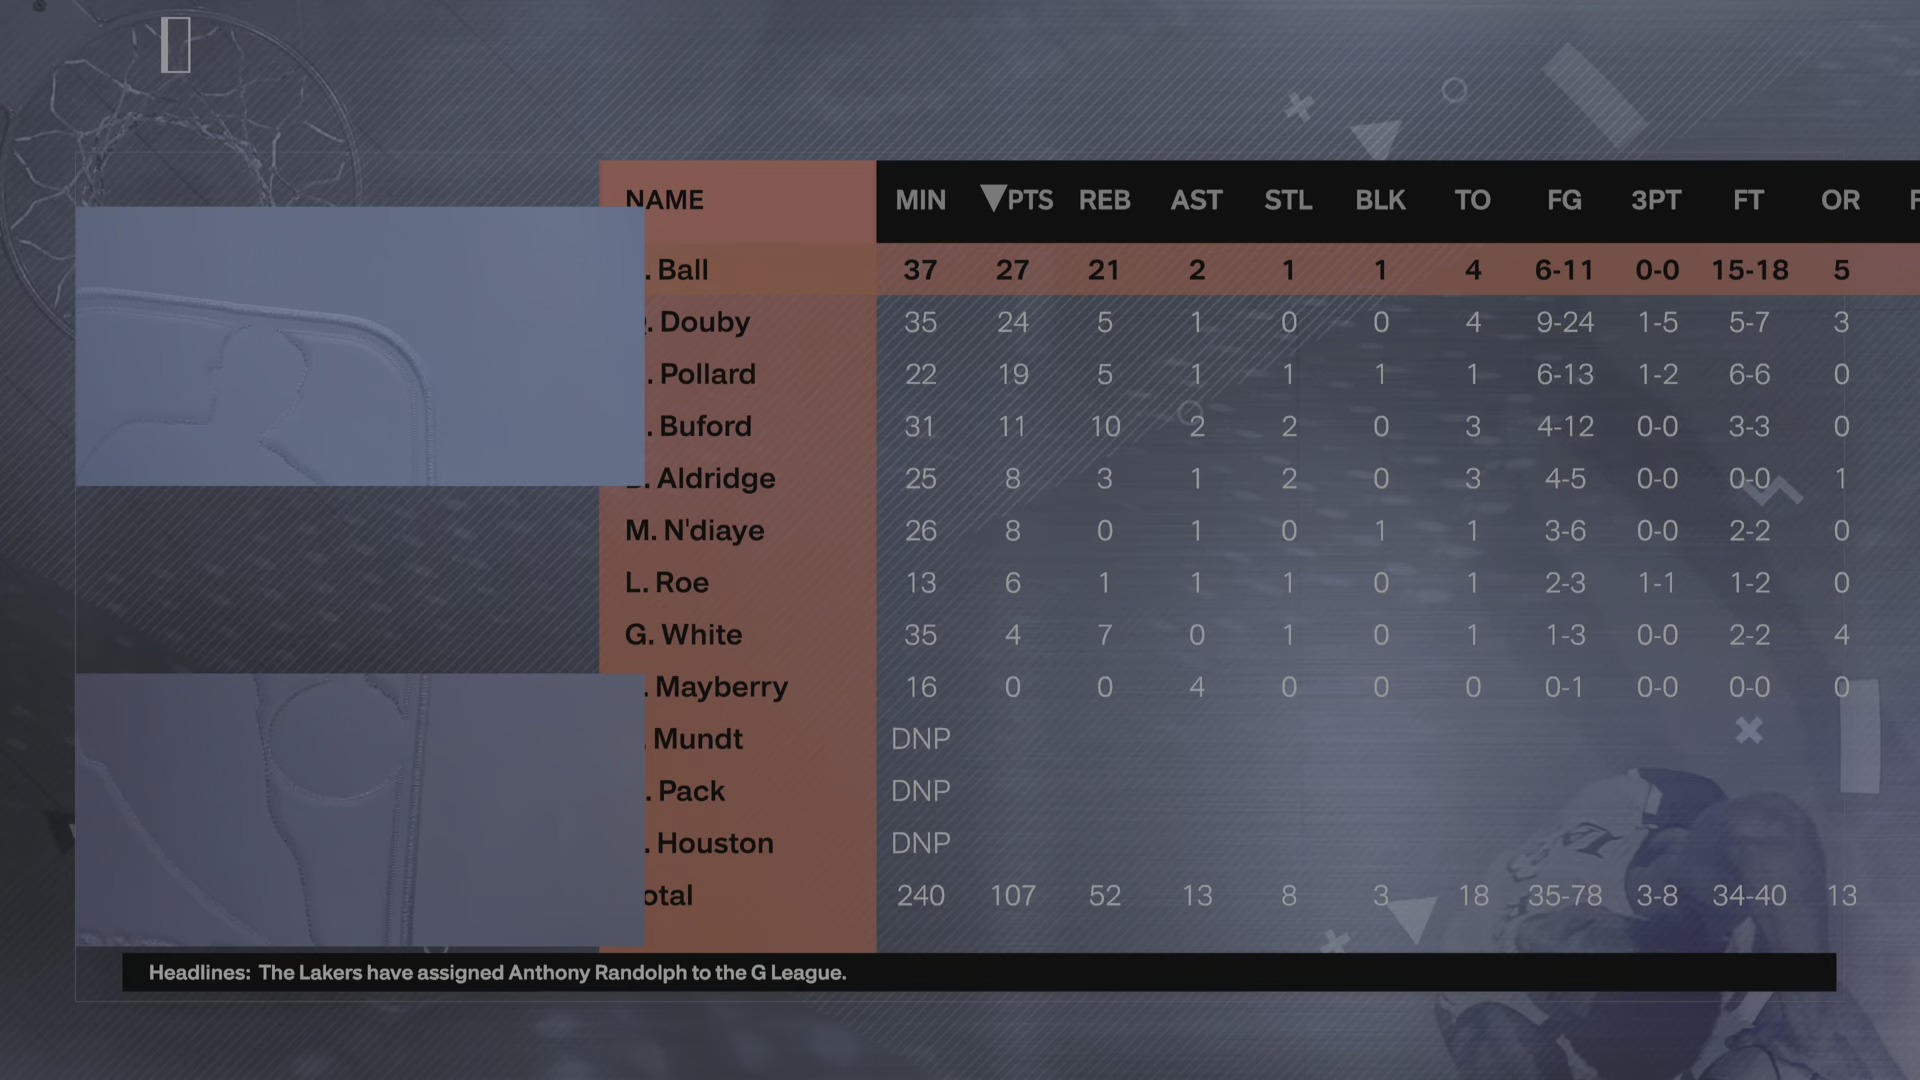 NAME MIN PTS REB AST STL BLK TO FG 3PT FT OR
. Ball 37 27 21 2 1 1 4 6-11 0-0 15-18 5
. Douby 35 24 5 1 0 0 4 9-24 1-5 5-7 3
. Pollard 22 19 5 1 1 1 1 6-13 1-2 6-6 0
. Buford 31 11 10 2 2 0 3 4-12 0-0 3-3 0
. Aldridge 25 8 3 1 2 0 3 4-5 0-0 0-0 1
M. N'diaye 26 8 0 1 0 1 1 3-6 0-0 2-2 0
L. Roe 13 6 1 1 1 0 1 2-3 1-1 1-2 0
G. White 35 4 7 0 1 0 1 1-3 0-0 2-2 4
. Mayberry 16 0 0 4 0 0 0 0-1 0-0 0-0 0
. Mundt DNP
. Pack DNP
. Houston DNP
otal 240 107 52 13 8 3 18 35-78 3-8 34-40 13
Headlines: The Lakers have assigned Anthony Randolph to the G League.